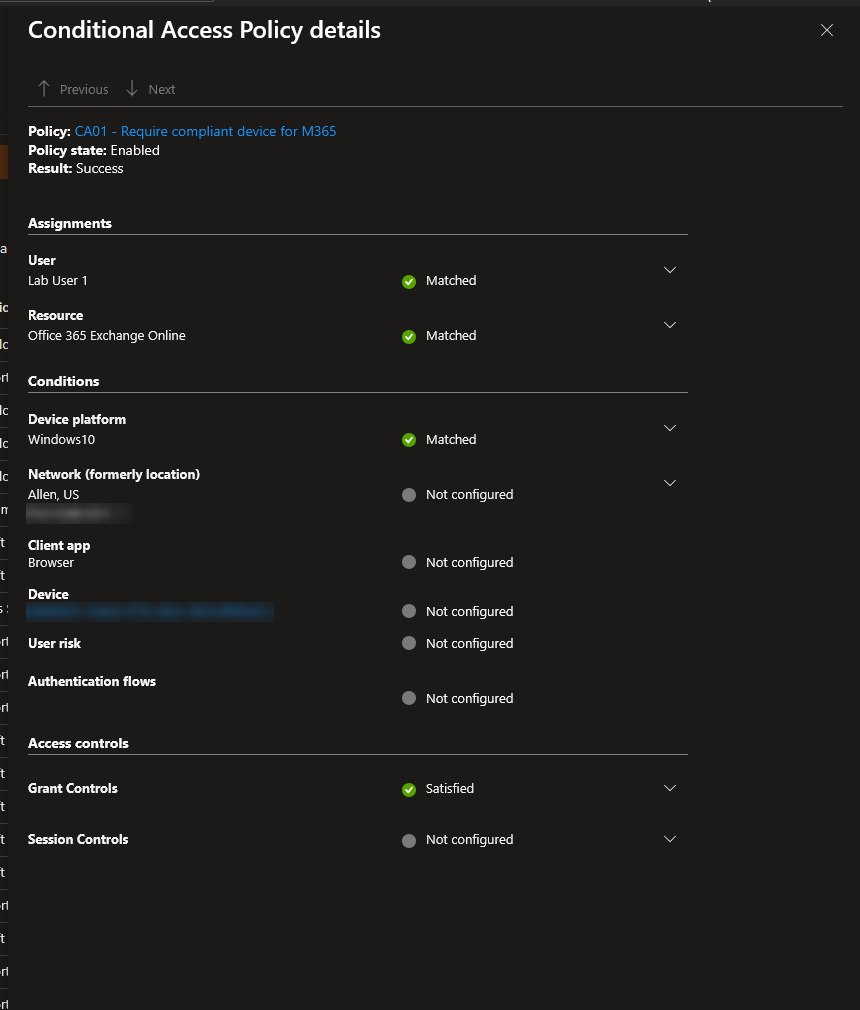 Conditional Access Policy details
Previous Next
Policy: CA01 - Require compliant device for M365
Policy state: Enabled
Result: Success
Assignments
User
Lab User 1 Matched
Resource
Office 365 Exchange Online Matched
Conditions
Device platform
Windows10 Matched
Network (formerly location)
Allen, US Not configured
Client app
Browser Not configured
Device
Not configured
User risk Not configured
Authentication flows
Not configured
Access controls
Grant Controls Satisfied
Session Controls Not configured